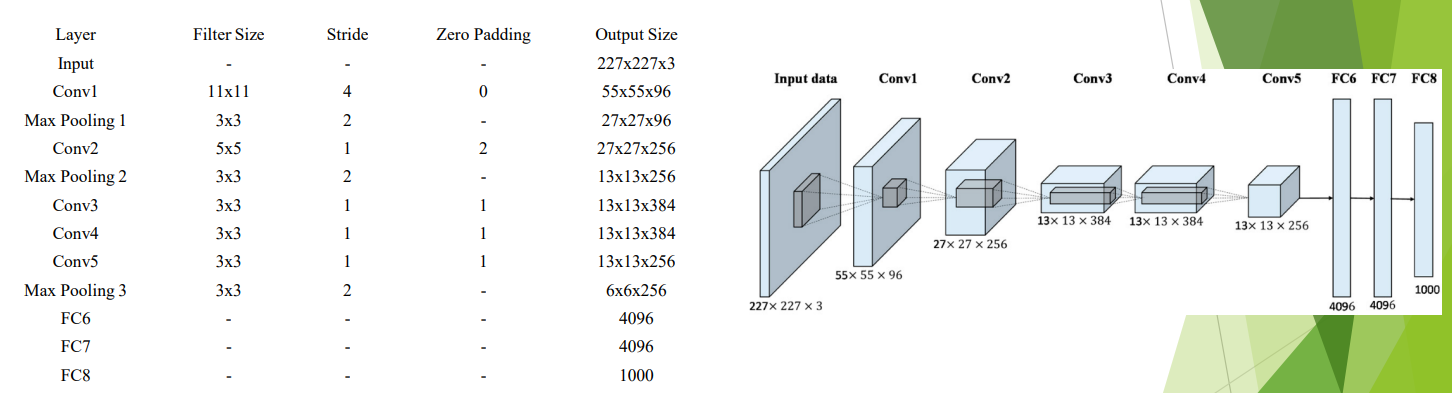 Layer Filter Size Stride Zero Padding Output Size
Input - - - 227x227x3
Conv1 11x11 4 0 55x55x96
Max Pooling 1 3x3 2 - 27x27x96
Conv2 5x5 1 2 27x27x256
Max Pooling 2 3x3 2 - 13x13x256
Conv3 3x3 1 1 13x13x384
Conv4 3x3 1 1 13x13x384
Conv5 3x3 1 1 13x13x256
Max Pooling 3 3x3 2 - 6x6x256
FC6 - - - 4096
FC7 - - - 4096
FC8 - - - 1000
Input data Conv1 Conv2 Conv3 Conv4 Conv5 FC6 FC7 FC8
13× 13 × 384 13× 13 × 384 13× 13 × 256
27× 27 × 256
55× 55 × 96
1000
227× 227 × 3 4096 4096